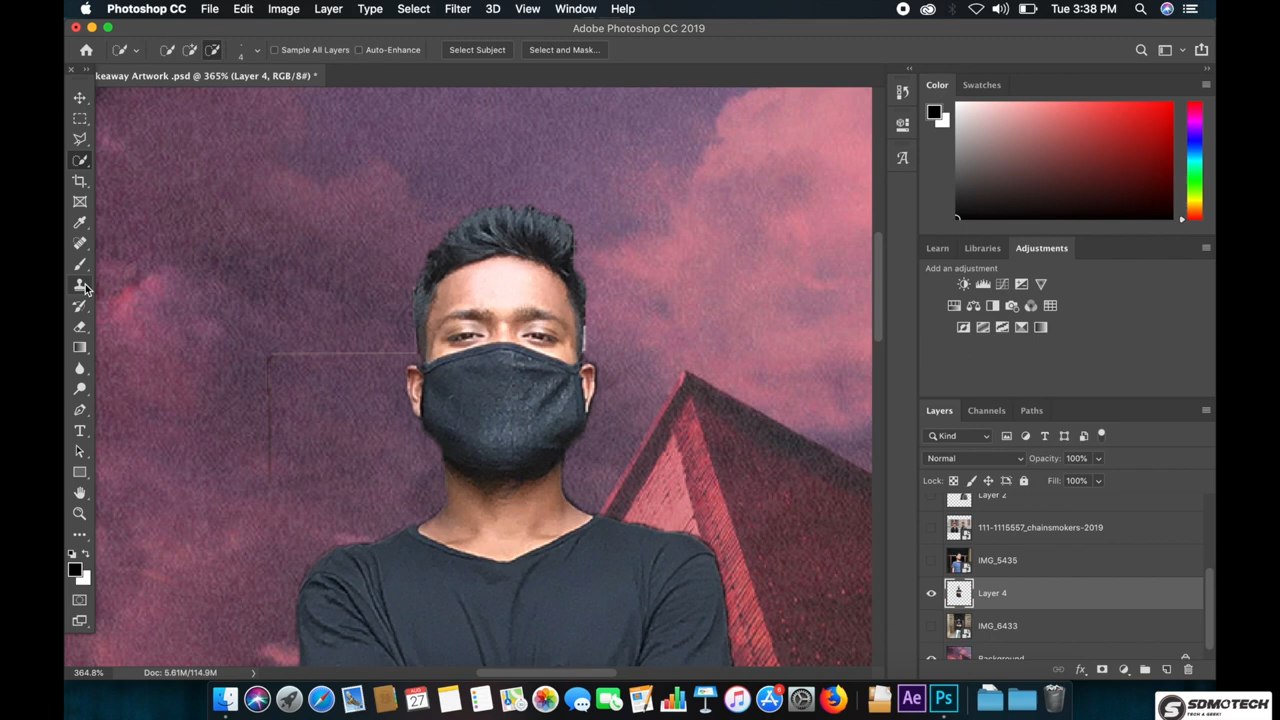 Photoshop CC File Edit Image Layer Type Select Filter 3D View Window Help Tue 3:38 PM
Adobe Photoshop CC 2019
4 Sample All Layers Auto-Enhance Select Subject Select and Mask...
keaway Artwork .psd @ 365% (Layer 4, RGB/8#) *
Color Swatches
Learn Libraries Adjustments
Add an adjustment
Layers Channels Paths
Kind
Normal Opacity: 100%
Lock: Fill: 100%
Layer 2
111-1115557_chainsmokers-2019
IMG_5435
Layer 4
IMG_6433
Background
364.8% Doc: 5.61M/114.9M
27
Ae Ps
SDMOTECH
TECH & GEEK